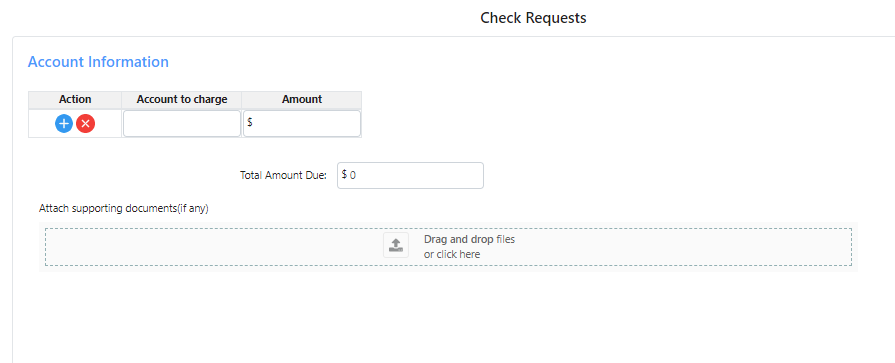 Check Requests
Account Information
Action Account to charge Amount
$
Total Amount Due: $ 0
Attach supporting documents(if any)
Drag and drop files
or click here